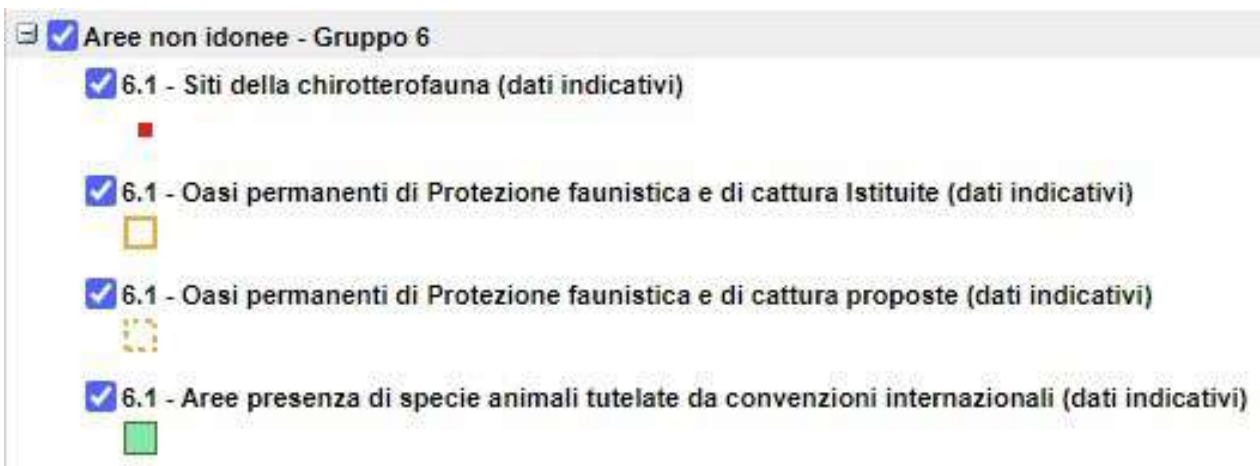 Aree non idonee - Gruppo 6
6.1 - Siti della chirotterofauna (dati indicativi)
6.1 - Oasi permanenti di Protezione faunistica e di cattura Istituite (dati indicativi)
6.1 - Oasi permanenti di Protezione faunistica e di cattura proposte (dati indicativi)
6.1 - Aree presenza di specie animali tutelate da convenzioni internazionali (dati indicativi)